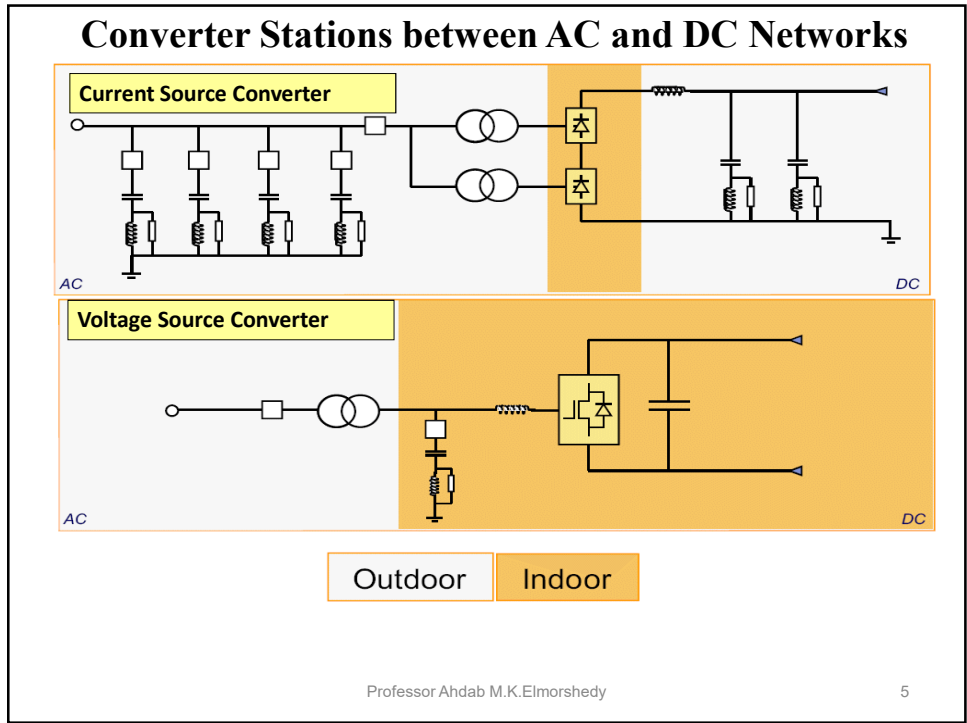 Converter Stations between AC and DC Networks
Current Source Converter
AC
DC
Voltage Source Converter
AC
DC
Outdoor
Indoor
Professor Ahdab M.K.Elmorshedy
5